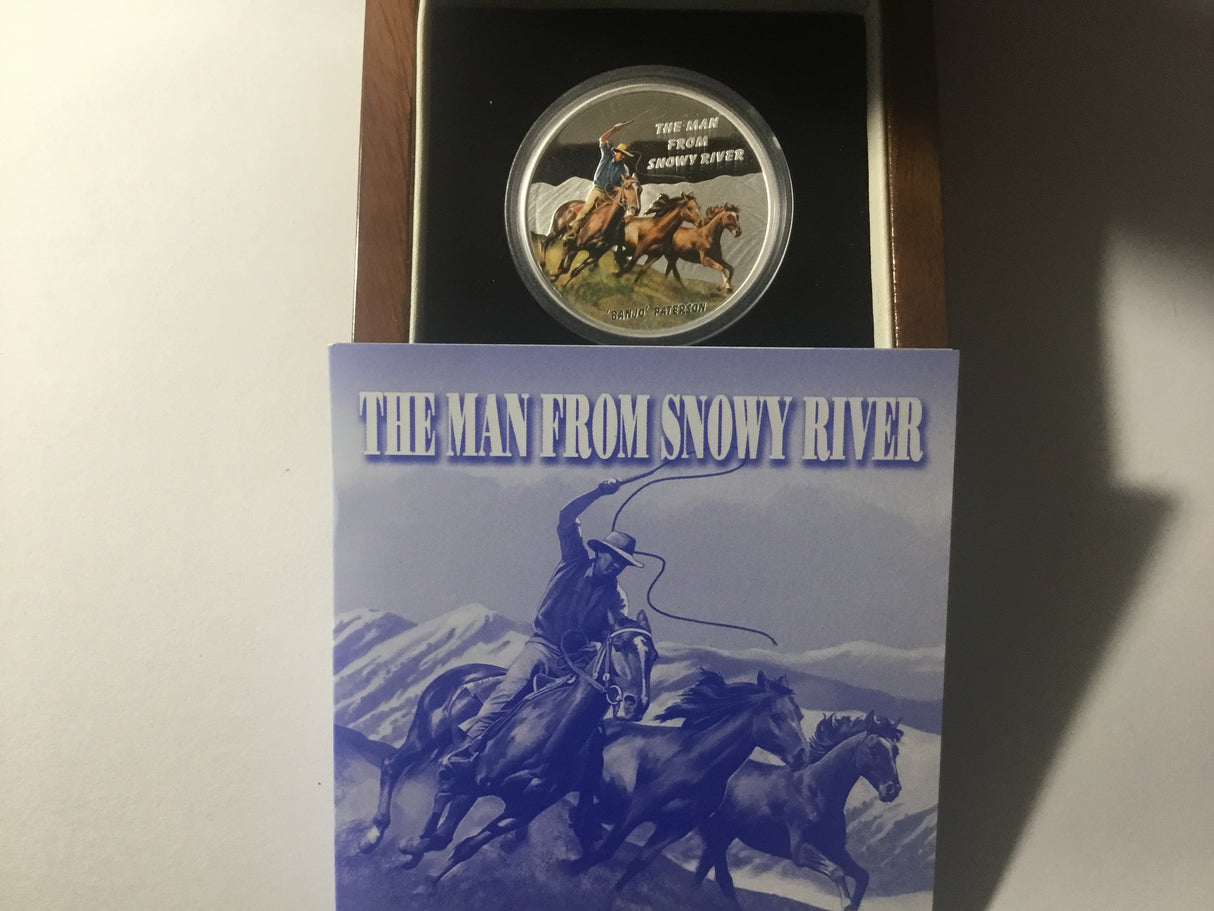 THE MAN
FROM
SNOWY RIVER
'BANJO' PATERSON
THE MAN FROM SNOWY RIVER